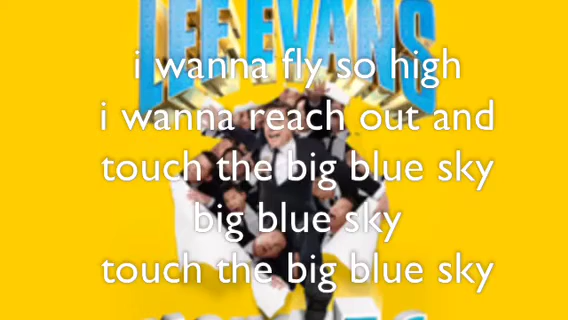 LEE EVANS
i wanna fly so high
i wanna reach out and
touch the big blue sky
big blue sky
touch the big blue sky